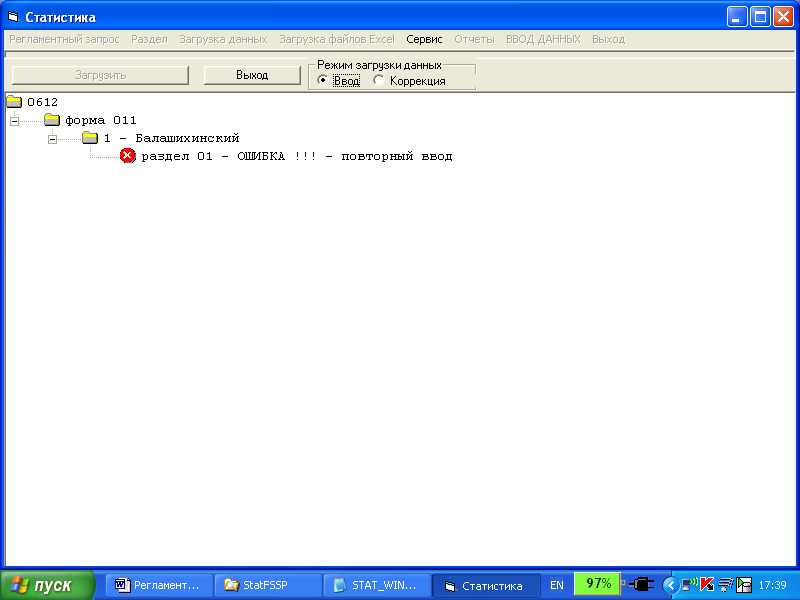 Статистика
Регламентный запрос Раздел Загрузка данных Загрузка файлов Excel Сервис Отчеты ВВОД ДАННЫХ Выход
Режим загрузки данных
Загрузить Выход Ввод Коррекция
0612
форма 011
1 - Балашихинский
раздел 01 - ОШИБКА !!! - повторный ввод
пуск Регламент... StatFSSP STAT_WIN... Статистика EN 97% 17:39